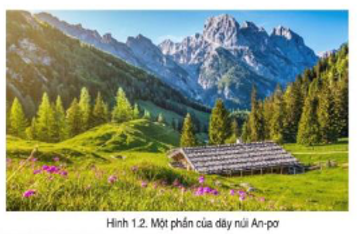 Hình 1.2. Một phần của dãy núi An-pơ